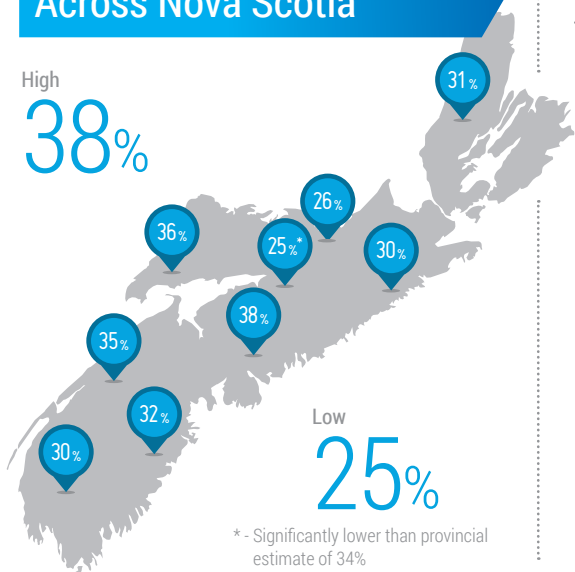 Across Nova Scotia
High
38%
31%
26%
36%
25%*
30%
38%
35%
32%
30%
Low
25%
* - Significantly lower than provincial
estimate of 34%